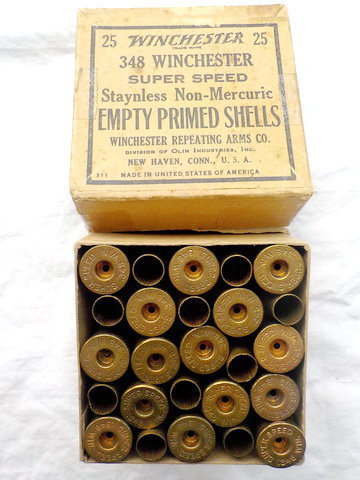 25 WINCHESTER 25
TRADE MARK
348 WINCHESTER
SUPER SPEED
Staynless Non-Mercuric
EMPTY PRIMED SHELLS
WINCHESTER REPEATING ARMS CO.
DIVISION OF OLIN INDUSTRIES, INC.
NEW HAVEN, CONN., U. S. A.
311 MADE IN UNITED STATES OF AMERICA